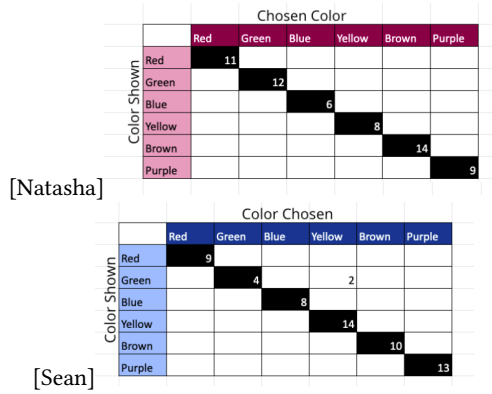 Chosen Color
Red Green Blue Yellow Brown Purple
Color Shown
Red 11
Green 12
Blue 6
Yellow 8
Brown 14
Purple 9
[Natasha]
Color Chosen
Red Green Blue Yellow Brown Purple
Color Shown
Red 9
Green 4 2
Blue 8
Yellow 14
Brown 10
Purple 13
[Sean]